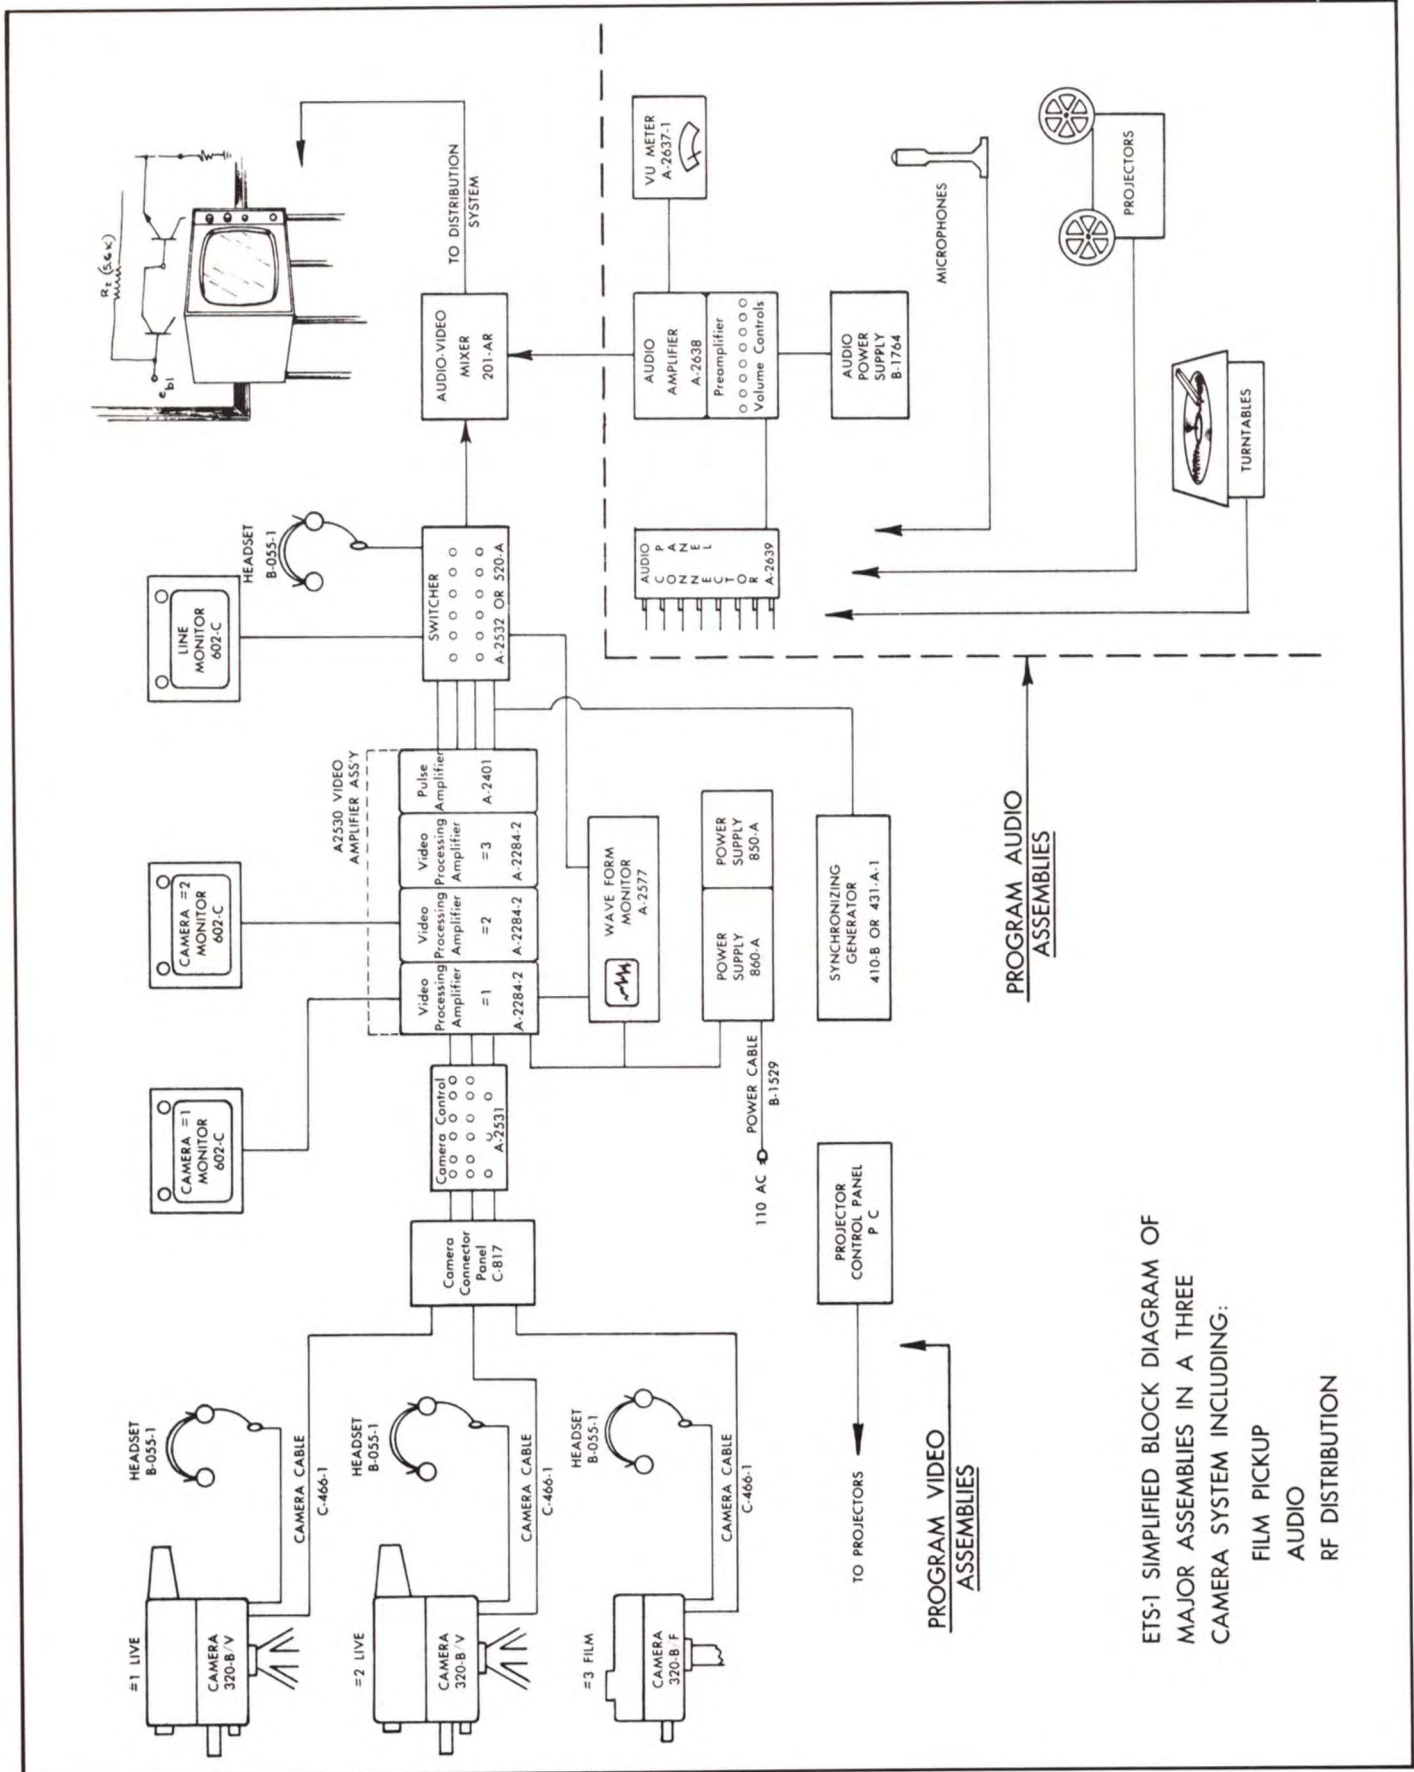 #1 LIVE
CAMERA
320-B/V
HEADSET
B-055-1
CAMERA CABLE
C-466-1
=2 LIVE
CAMERA
320-B/V
HEADSET
B-055-1
CAMERA CABLE
C-466-1
=3 FILM
CAMERA
320-B/F
HEADSET
B-055-1
CAMERA CABLE
C-466-1
Camera
Connector
Panel
C-817
Camera Control
A-2531
CAMERA =1
MONITOR
602-C
CAMERA =2
MONITOR
602-C
LINE
MONITOR
602-C
A2530 VIDEO
AMPLIFIER ASS'Y
Video
Processing
Amplifier
=1
A-2284-2
Video
Processing
Amplifier
=2
A-2284-2
Video
Processing
Amplifier
=3
A-2284-2
Pulse
Amplifier
A-2401
HEADSET
B-055-1
SWITCHER
A-2532 OR 520-A
AUDIO-VIDEO
MIXER
201-AR
TO DISTRIBUTION
SYSTEM
R2 (5.6K)
eb1
WAVE FORM
MONITOR
A-2577
POWER
SUPPLY
860-A
POWER
SUPPLY
850-A
110 AC
POWER CABLE
B-1529
SYNCHRONIZING
GENERATOR
410-B OR 431-A-1
PROJECTOR
CONTROL PANEL
P C
TO PROJECTORS
PROGRAM VIDEO
ASSEMBLIES
PROGRAM AUDIO
ASSEMBLIES
AUDIO
CONNECTOR
PANEL
A-2639
AUDIO
AMPLIFIER
A-2638
Preamplifier
Volume Controls
VU METER
A-2637-1
AUDIO
POWER
SUPPLY
B-1764
MICROPHONES
PROJECTORS
TURNTABLES
ETS-1 SIMPLIFIED BLOCK DIAGRAM OF
MAJOR ASSEMBLIES IN A THREE
CAMERA SYSTEM INCLUDING:
FILM PICKUP
AUDIO
RF DISTRIBUTION